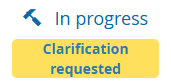 In progress
Clarification
requested